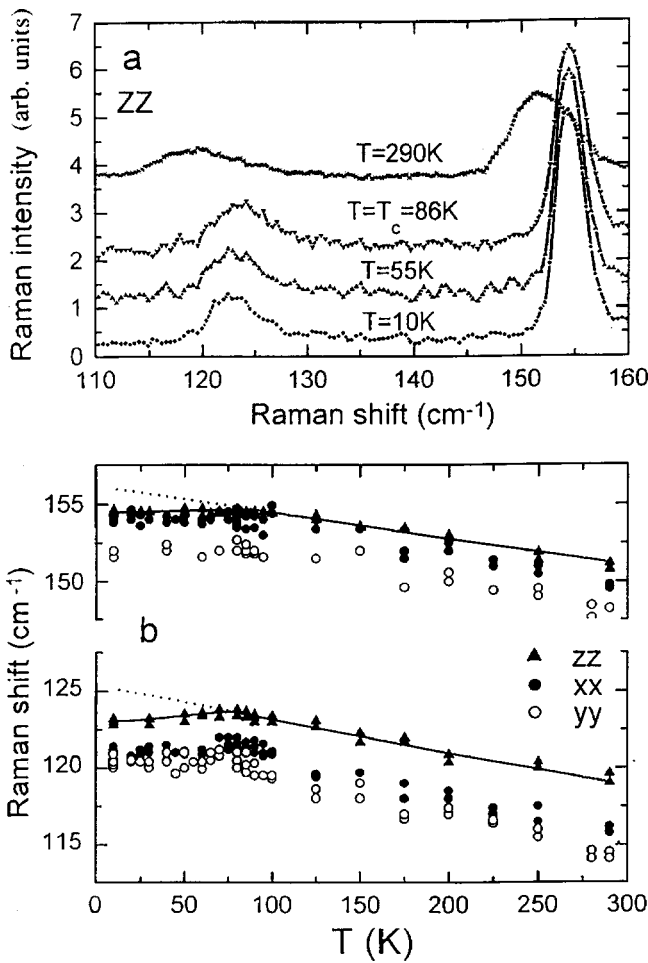 a
ZZ
7
6
5
4
3
2
1
0
T=290K
T=T_c=86K
T=55K
T=10K
Raman intensity (arb. units)
110 120 130 140 150 160
Raman shift (cm⁻¹)
155
150
b
125
120
115
zz
xx
yy
Raman shift (cm⁻¹)
0 50 100 150 200 250 300
T (K)